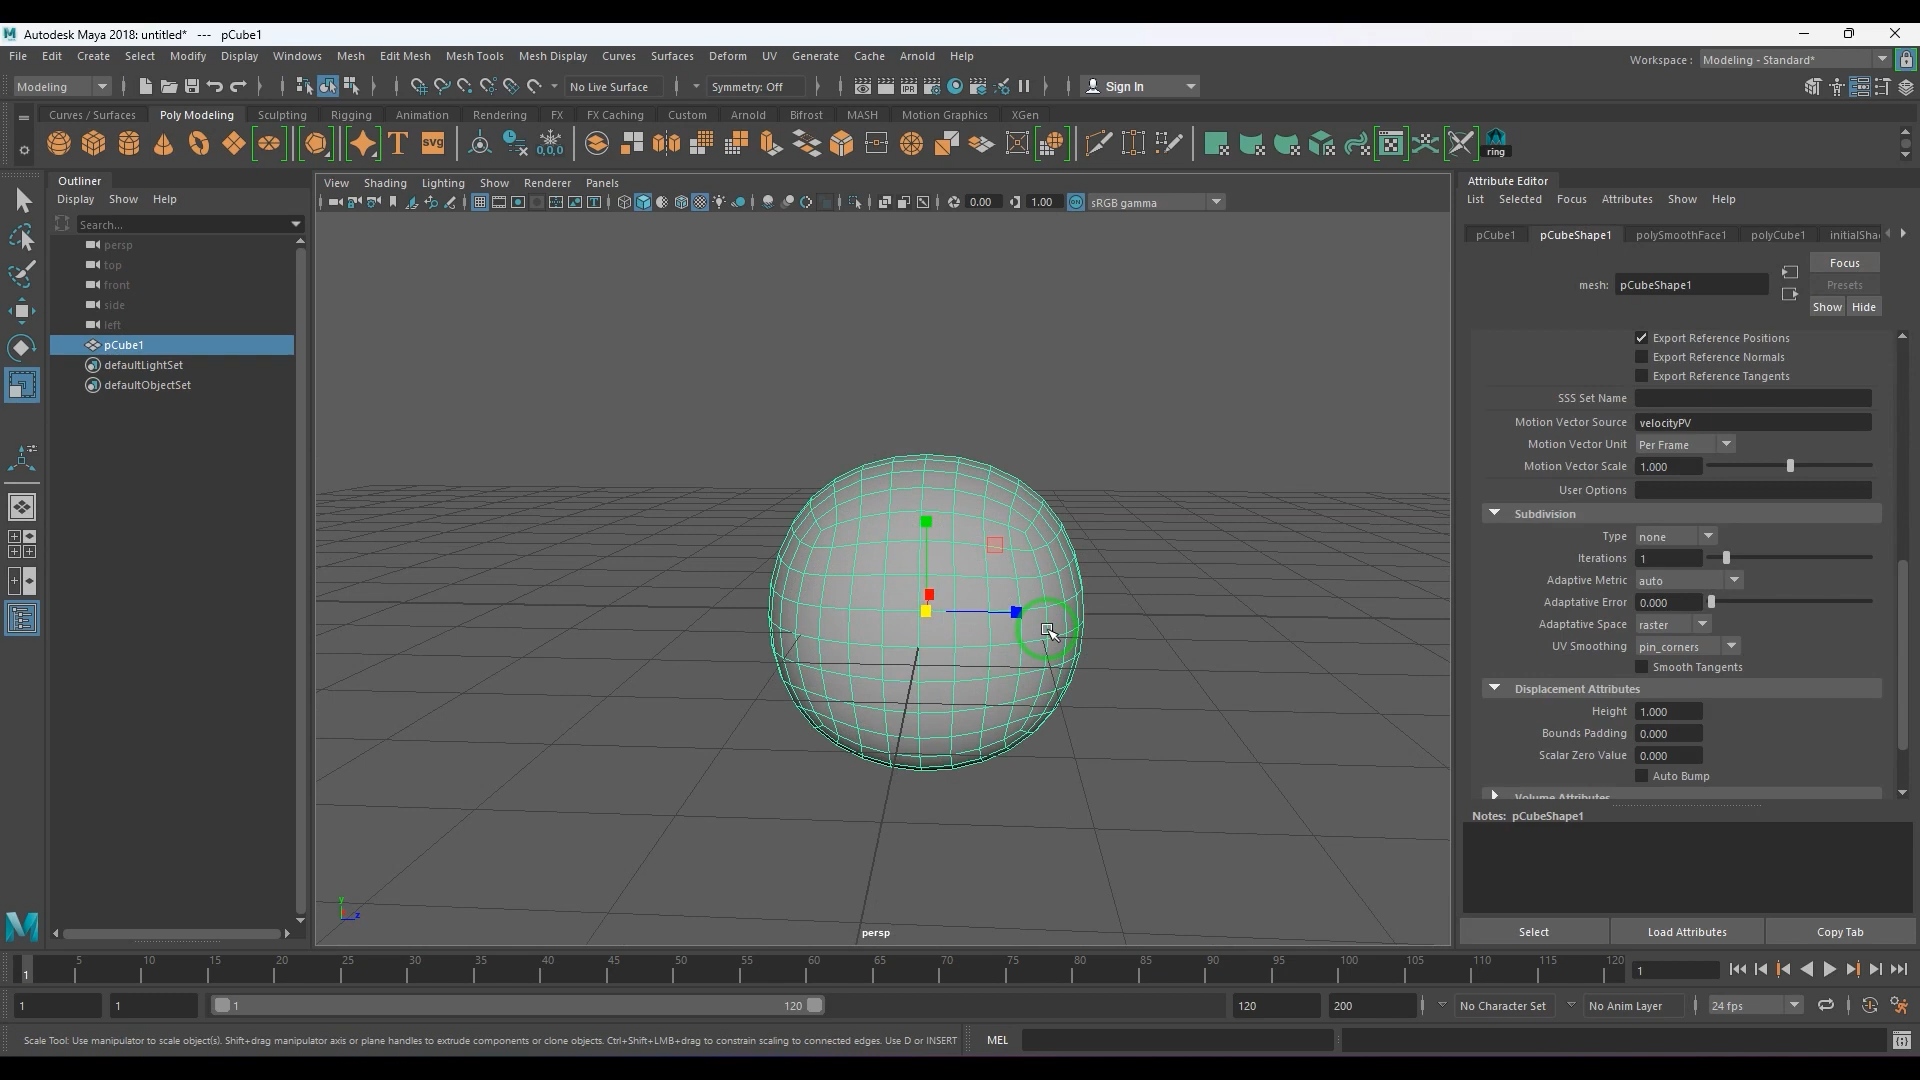 Autodesk Maya 2018: untitled* --- pCube1
File Edit Create Select Modify Display Windows Mesh Edit Mesh Mesh Tools Mesh Display Curves Surfaces Deform UV Generate Cache Arnold Help
Workspace : Modeling - Standard*
Modeling No Live Surface Symmetry: Off IPR Sign In
Curves / Surfaces Poly Modeling Sculpting Rigging Animation Rendering FX FX Caching Custom Arnold Bifrost MASH Motion Graphics XGen
T SVG 0,0,0 ring
Outliner
Display Show Help
Search...
persp
top
front
side
left
pCube1
defaultLightSet
defaultObjectSet
View Shading Lighting Show Renderer Panels
0.00 1.00 ON sRGB gamma
y
z
persp
Attribute Editor
List Selected Focus Attributes Show Help
pCube1 pCubeShape1 polySmoothFace1 polyCube1 initialSha
Focus
mesh: pCubeShape1 Presets
Show Hide
Export Reference Positions
Export Reference Normals
Export Reference Tangents
SSS Set Name
Motion Vector Source velocityPV
Motion Vector Unit Per Frame
Motion Vector Scale 1.000
User Options
Subdivision
Type none
Iterations 1
Adaptive Metric auto
Adaptative Error 0.000
Adaptative Space raster
UV Smoothing pin_corners
Smooth Tangents
Displacement Attributes
Height 1.000
Bounds Padding 0.000
Scalar Zero Value 0.000
Auto Bump
Volume Attributes
Notes: pCubeShape1
Select Load Attributes Copy Tab
1 5 10 15 20 25 30 35 40 45 50 55 60 65 70 75 80 85 90 95 100 105 110 115 120 1
1 1 1 120 120 200 No Character Set No Anim Layer 24 fps
Scale Tool: Use manipulator to scale object(s). Shift+drag manipulator axis or plane handles to extrude components or clone objects. Ctrl+Shift+LMB+drag to constrain scaling to connected edges. Use D or INSERT MEL